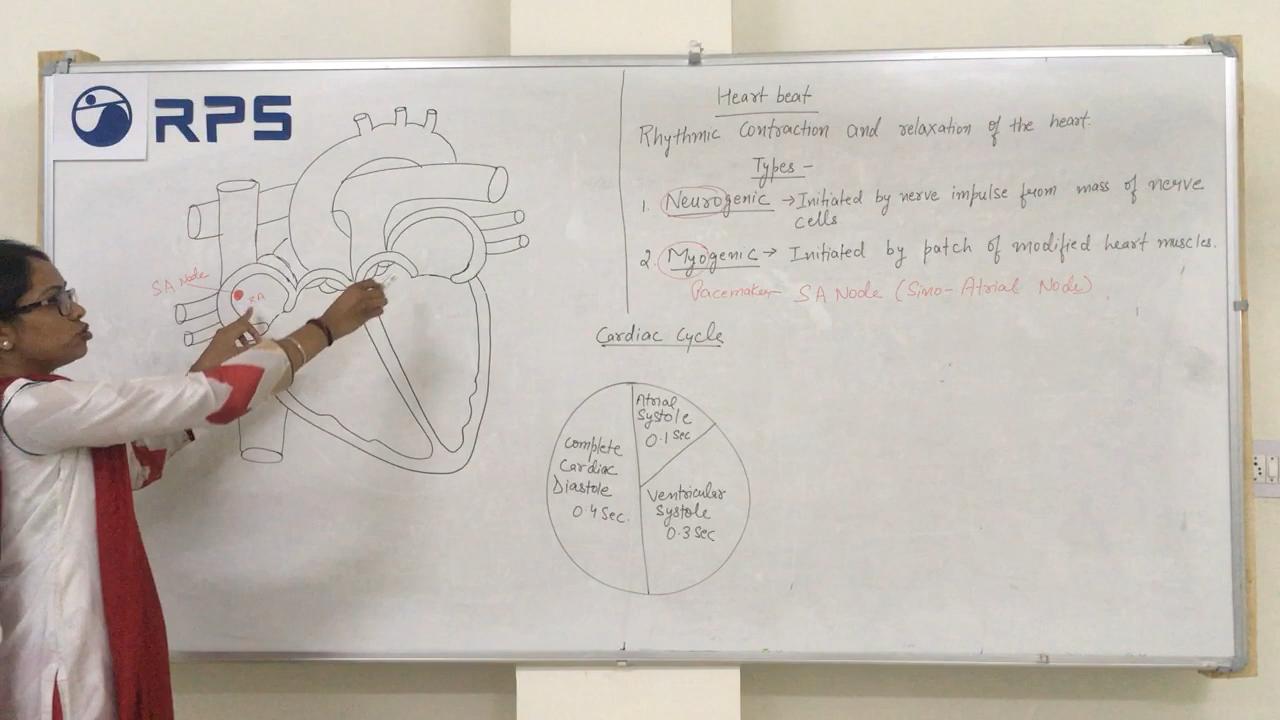 RPS
SA Node
RA
Heart beat
Rhythmic Contraction and relaxation of the heart.
Types -
1. Neurogenic → Initiated by nerve impulse from mass of nerve
cells
2. Myogenic → Initiated by patch of modified heart muscles.
Pacemaker - SA Node (Sino-Atrial Node)
Cardiac Cycle
Atrial
Systole
0.1 Sec
Complete
Cardiac
Diastole
0.4 Sec.
Ventricular
Systole
0.3 Sec